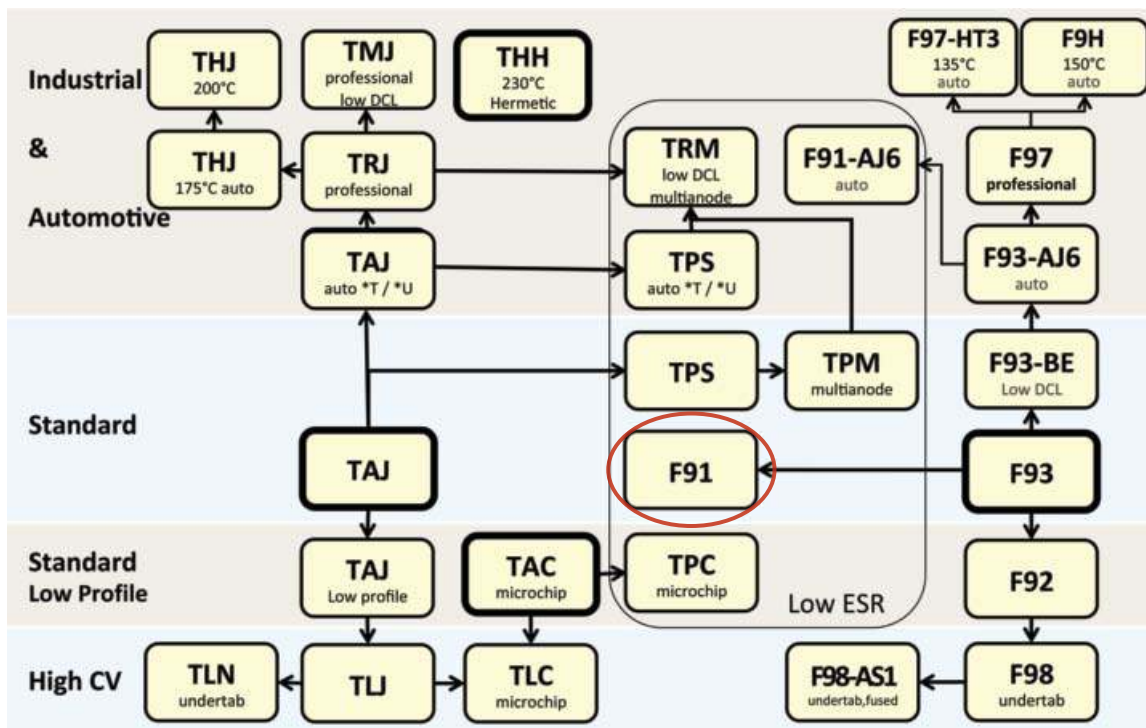 Industrial
&
Automotive
THJ
200°C
TMJ
professional
low DCL
THH
230°C
Hermetic
F97-HT3
135°C
auto
F9H
150°C
auto
THJ
175°C auto
TRJ
professional
TRM
low DCL
multianode
F91-AJ6
auto
F97
professional
TAJ
auto *T / *U
TPS
auto *T / *U
F93-AJ6
auto
Standard
TPS
TPM
multianode
F93-BE
Low DCL
TAJ
F91
F93
Standard
Low Profile
TAJ
Low profile
TAC
microchip
TPC
microchip
Low ESR
F92
High CV
TLN
undertab
TLJ
TLC
microchip
F98-AS1
undertab,fused
F98
undertab